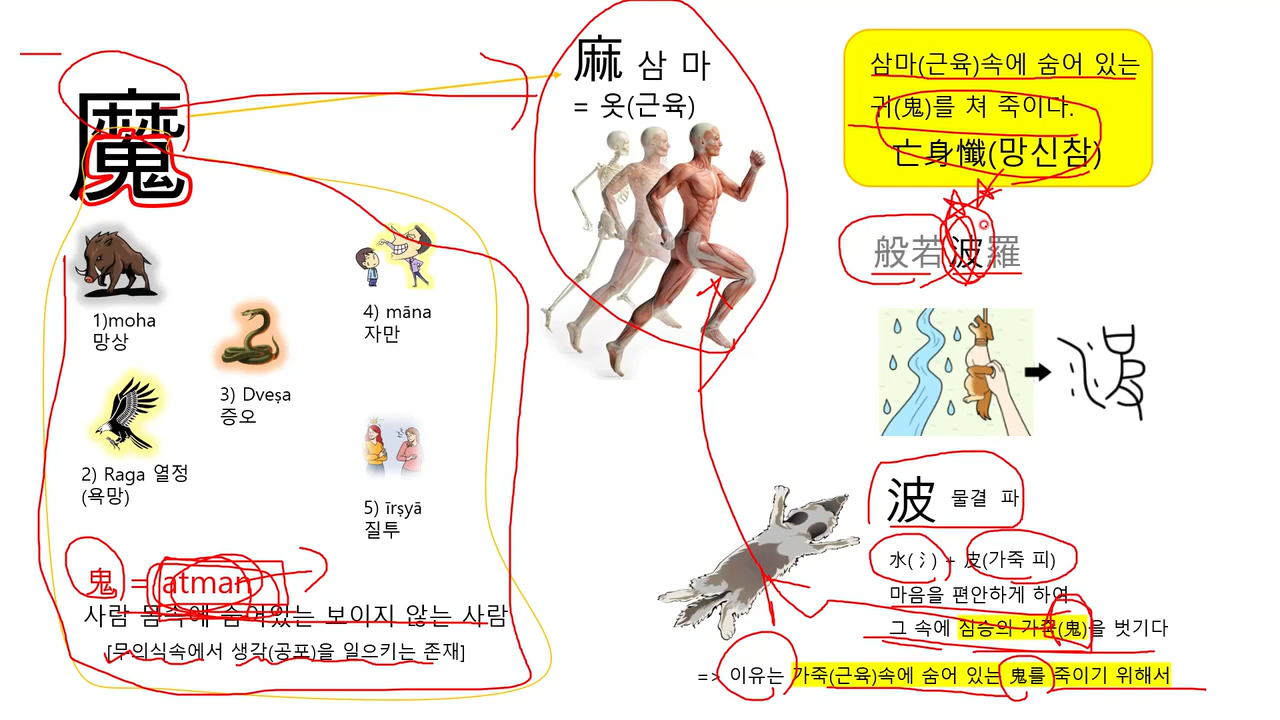 魔
麻 삼 마
= 옷(근육)
삼마(근육)속에 숨어 있는
귀(鬼)를 쳐 죽이다.
亡身懺(망신참)
般若波羅
1)moha
망상
2) Raga 열정
(욕망)
3) Dveṣa
증오
4) māna
자만
5) īrṣyā
질투
鬼 = atman
사람 몸속에 숨어있는 보이지 않는 사람
[무의식속에서 생각(공포)을 일으키는 존재]
波 물결 파
水(氵) + 皮(가죽 피)
마음을 편안하게 하여
그 속에 짐승의 가죽(鬼)을 벗기다
=> 이유는 가죽(근육)속에 숨어 있는 鬼를 죽이기 위해서